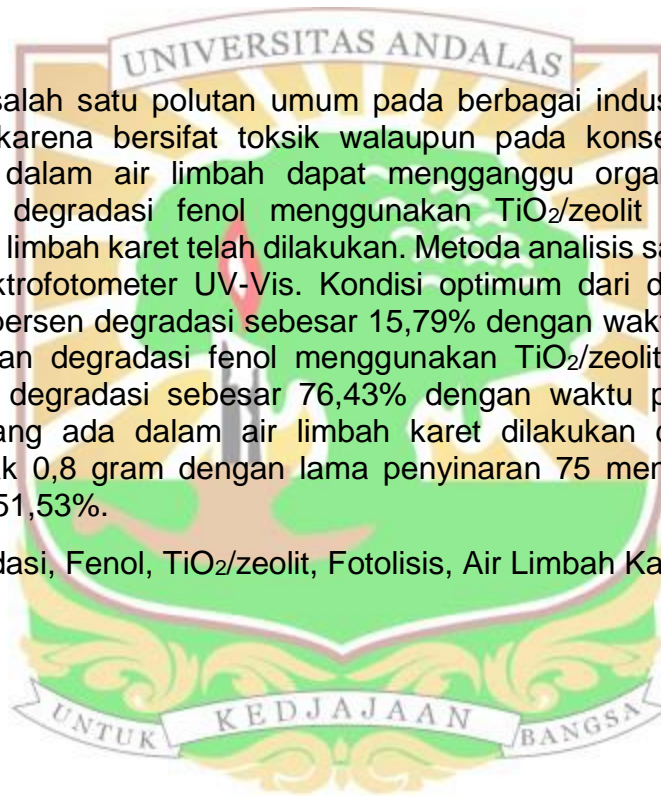 UNIVERSITAS ANDALAS
salah satu polutan umum pada berbagai indus
karena bersifat toksik walaupun pada konse
dalam air limbah dapat mengganggu orga
degradasi fenol menggunakan TiO₂/zeolit
limbah karet telah dilakukan. Metoda analisis sa
ktrofotometer UV-Vis. Kondisi optimum dari d
persen degradasi sebesar 15,79% dengan wakt
an degradasi fenol menggunakan TiO₂/zeolit
degradasi sebesar 76,43% dengan waktu p
ang ada dalam air limbah karet dilakukan d
ak 0,8 gram dengan lama penyinaran 75 men
51,53%.
dasi, Fenol, TiO₂/zeolit, Fotolisis, Air Limbah Ka
UNTUK KEDJAJAAN BANGSA